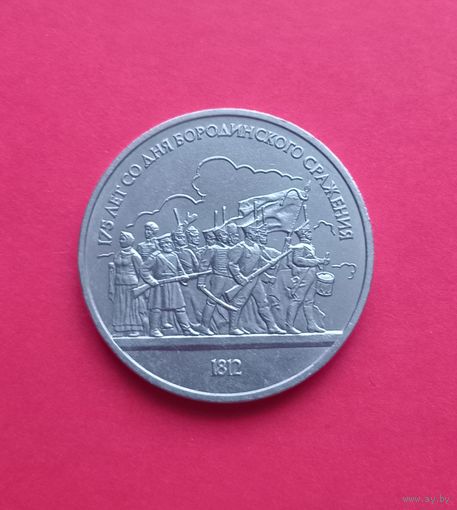 175 ЛЕТ СО ДНЯ БОРОДИНСКОГО СРАЖЕНИЯ
1812
www.ay.by